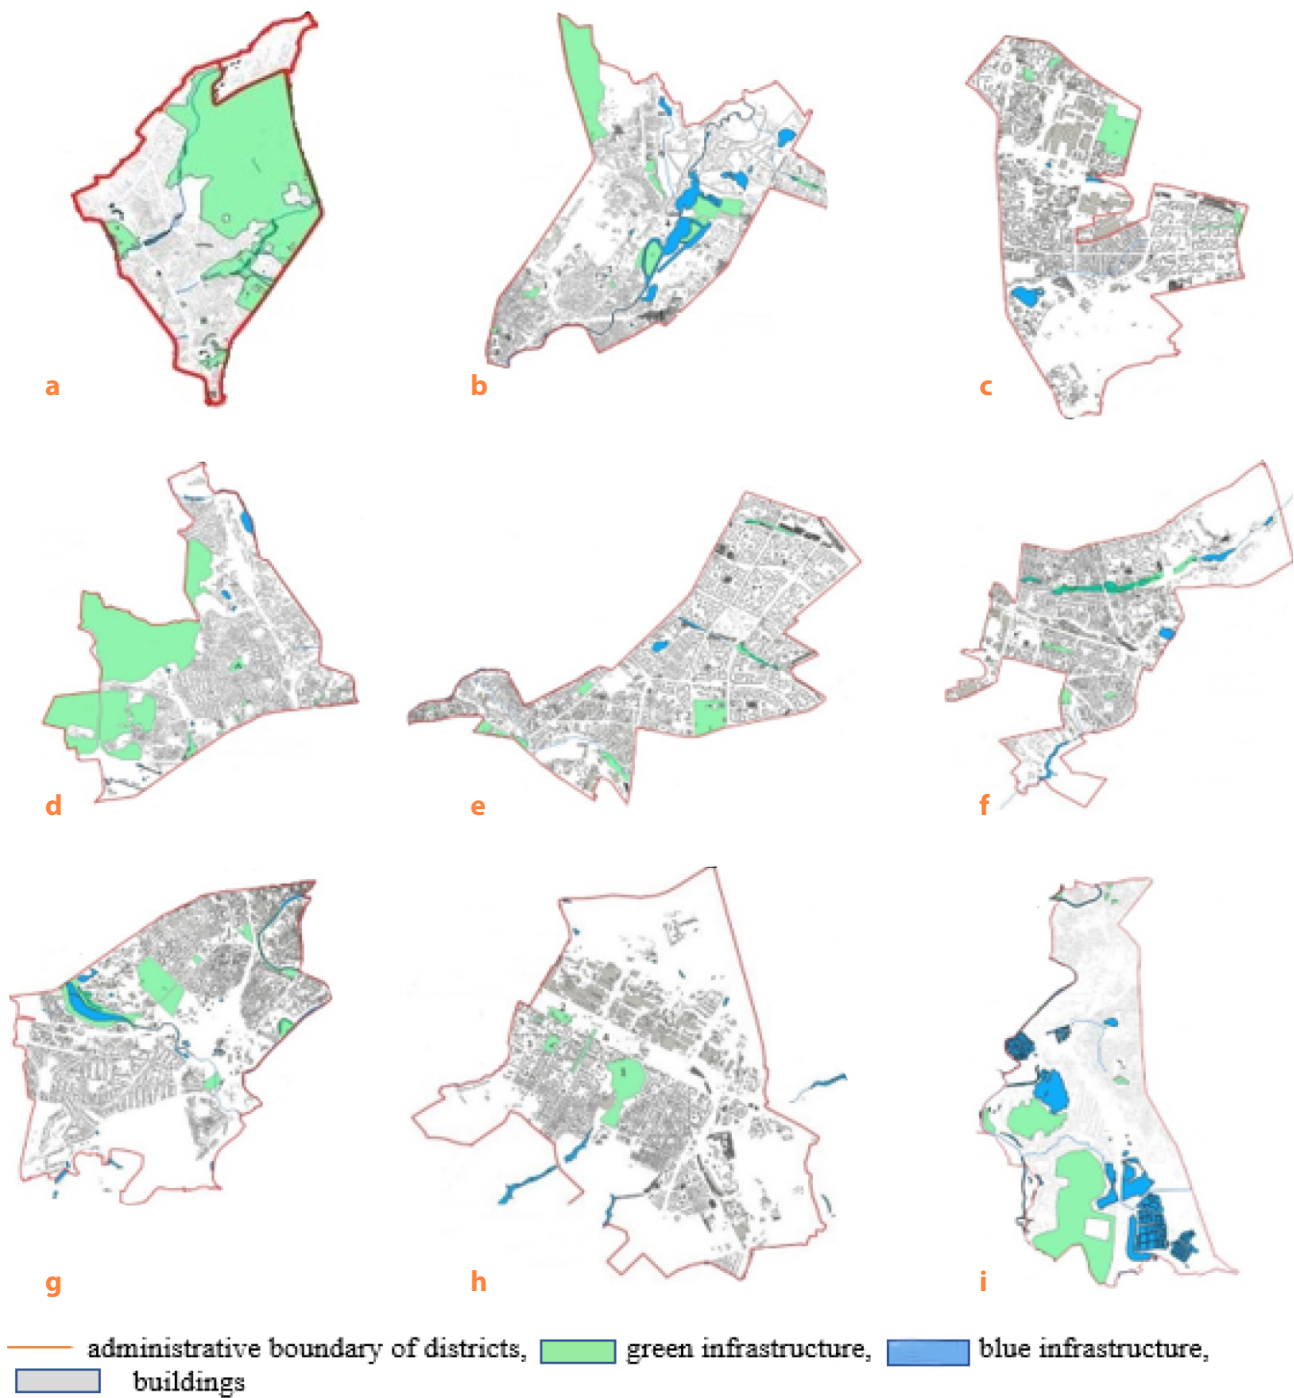 a
b
c
d
e
f
g
h
i
administrative boundary of districts, green infrastructure, blue infrastructure,
buildings